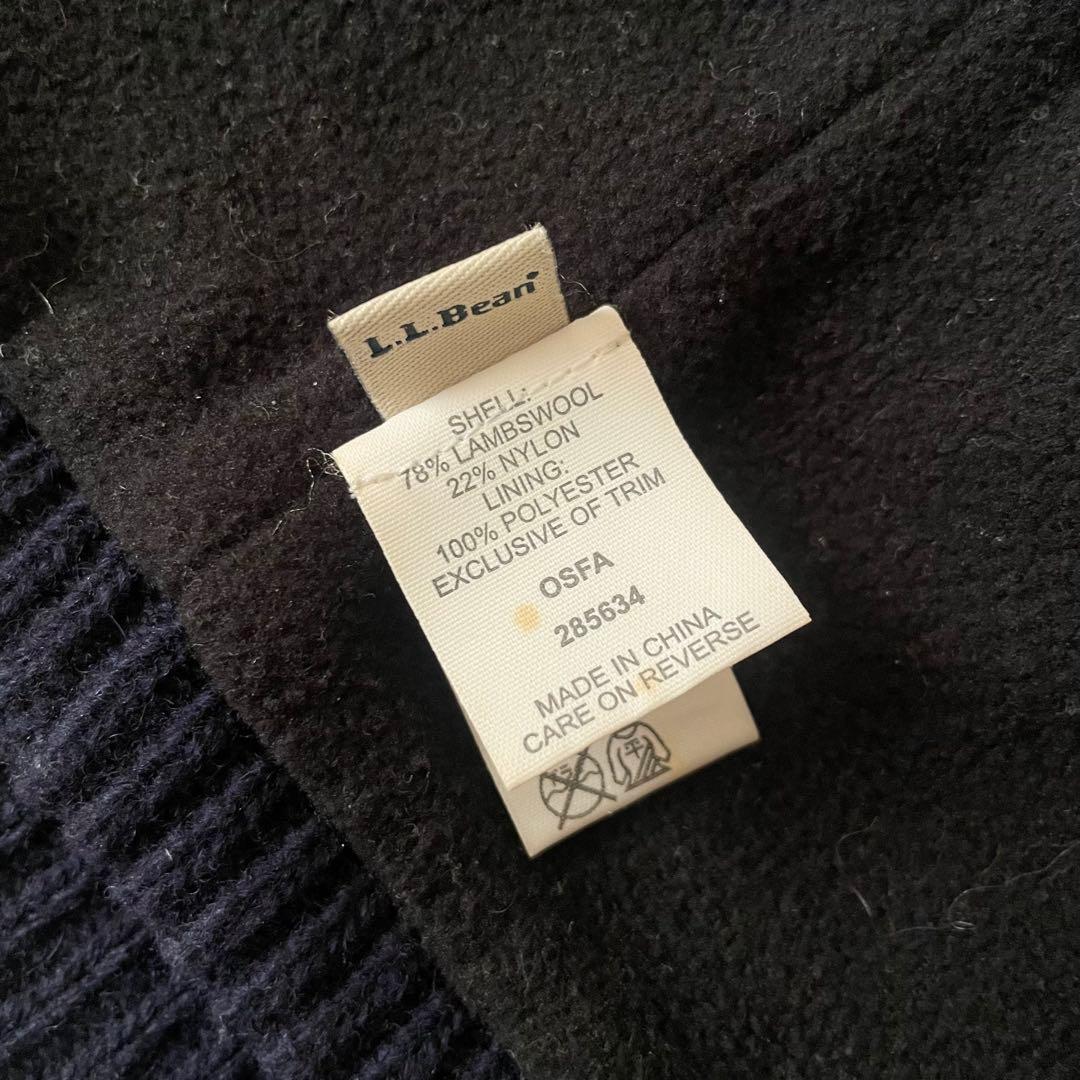 L.L.Bean
SHELL:
78% LAMBSWOOL
22% NYLON
LINING:
100% POLYESTER
EXCLUSIVE OF TRIM
OSFA
285634
MADE IN CHINA
CARE ON REVERSE
平